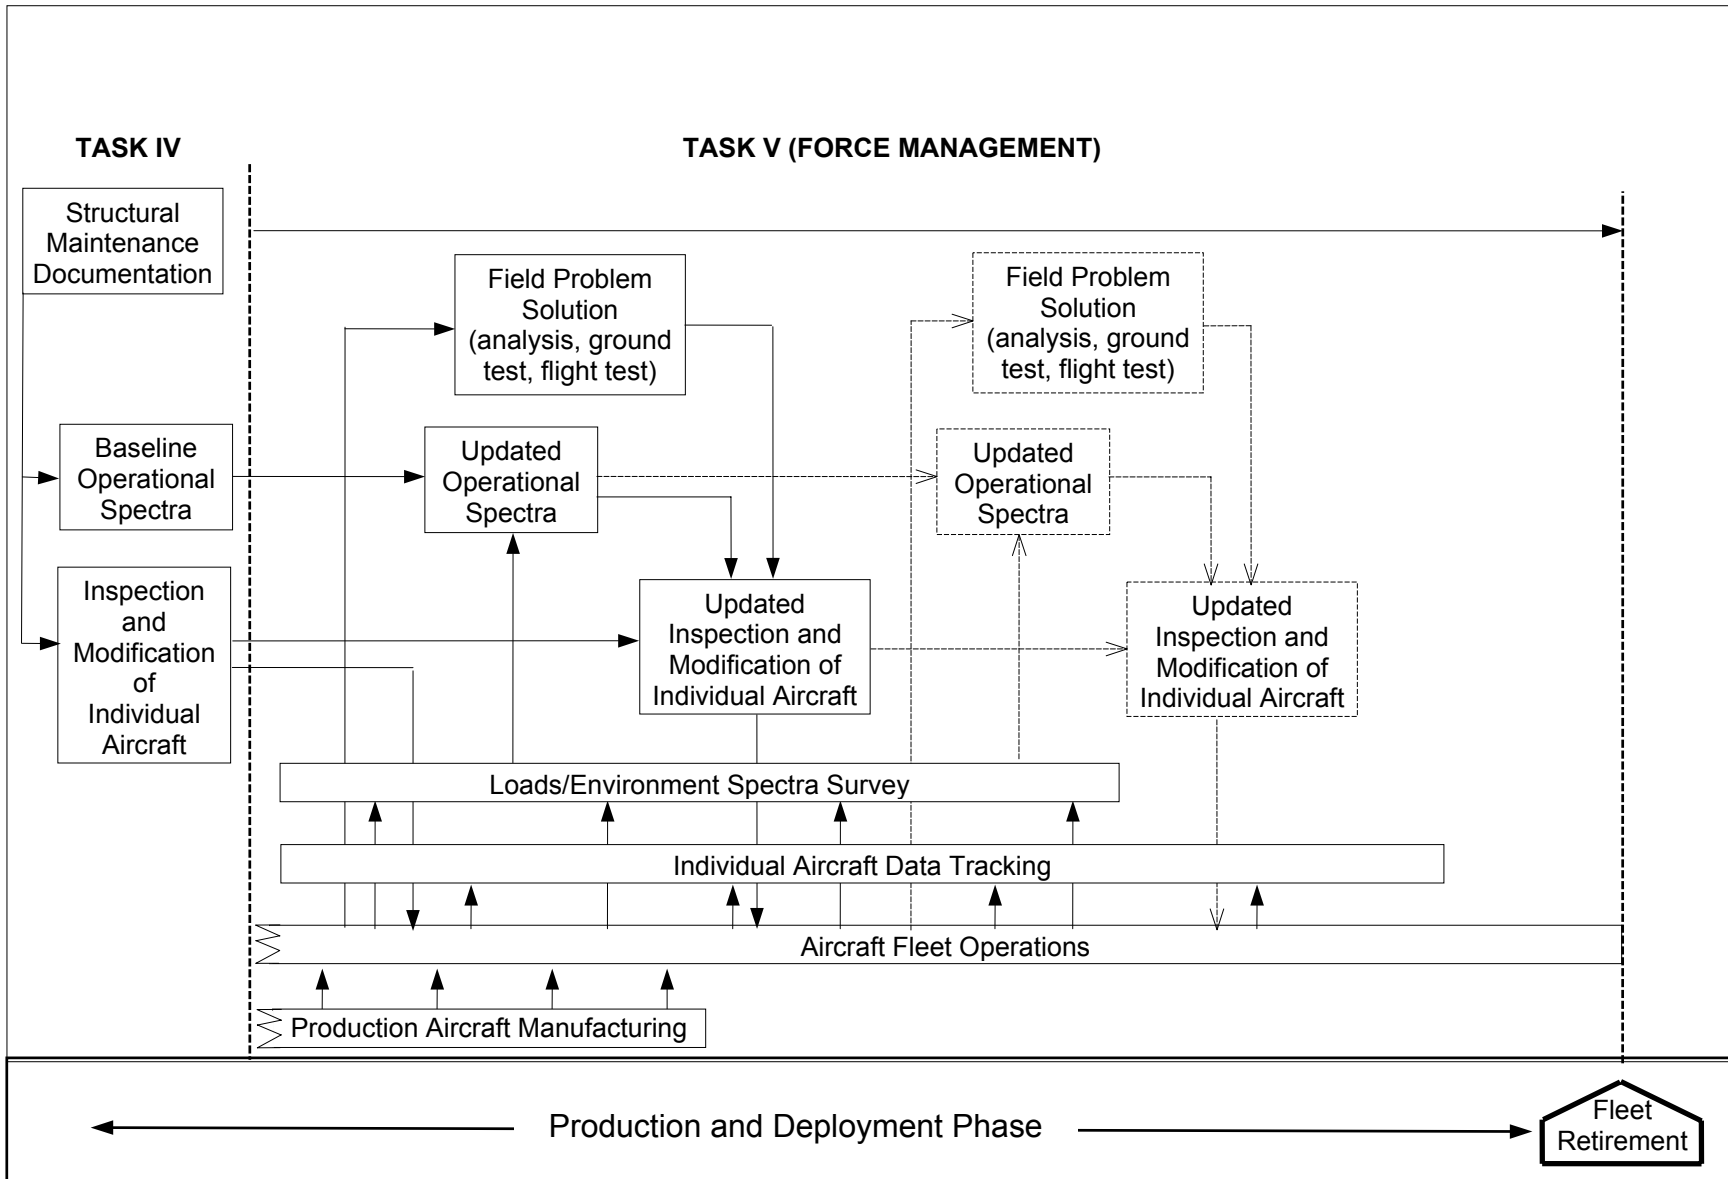 TASK IV
TASK V (FORCE MANAGEMENT)
Structural
Maintenance
Documentation
Field Problem
Solution
(analysis, ground
test, flight test)
Field Problem
Solution
(analysis, ground
test, flight test)
Baseline
Operational
Spectra
Updated
Operational
Spectra
Updated
Operational
Spectra
Inspection
and
Modification
of
Individual
Aircraft
Updated
Inspection and
Modification of
Individual Aircraft
Updated
Inspection and
Modification of
Individual Aircraft
Loads/Environment Spectra Survey
Individual Aircraft Data Tracking
Aircraft Fleet Operations
Production Aircraft Manufacturing
Production and Deployment Phase
Fleet
Retirement